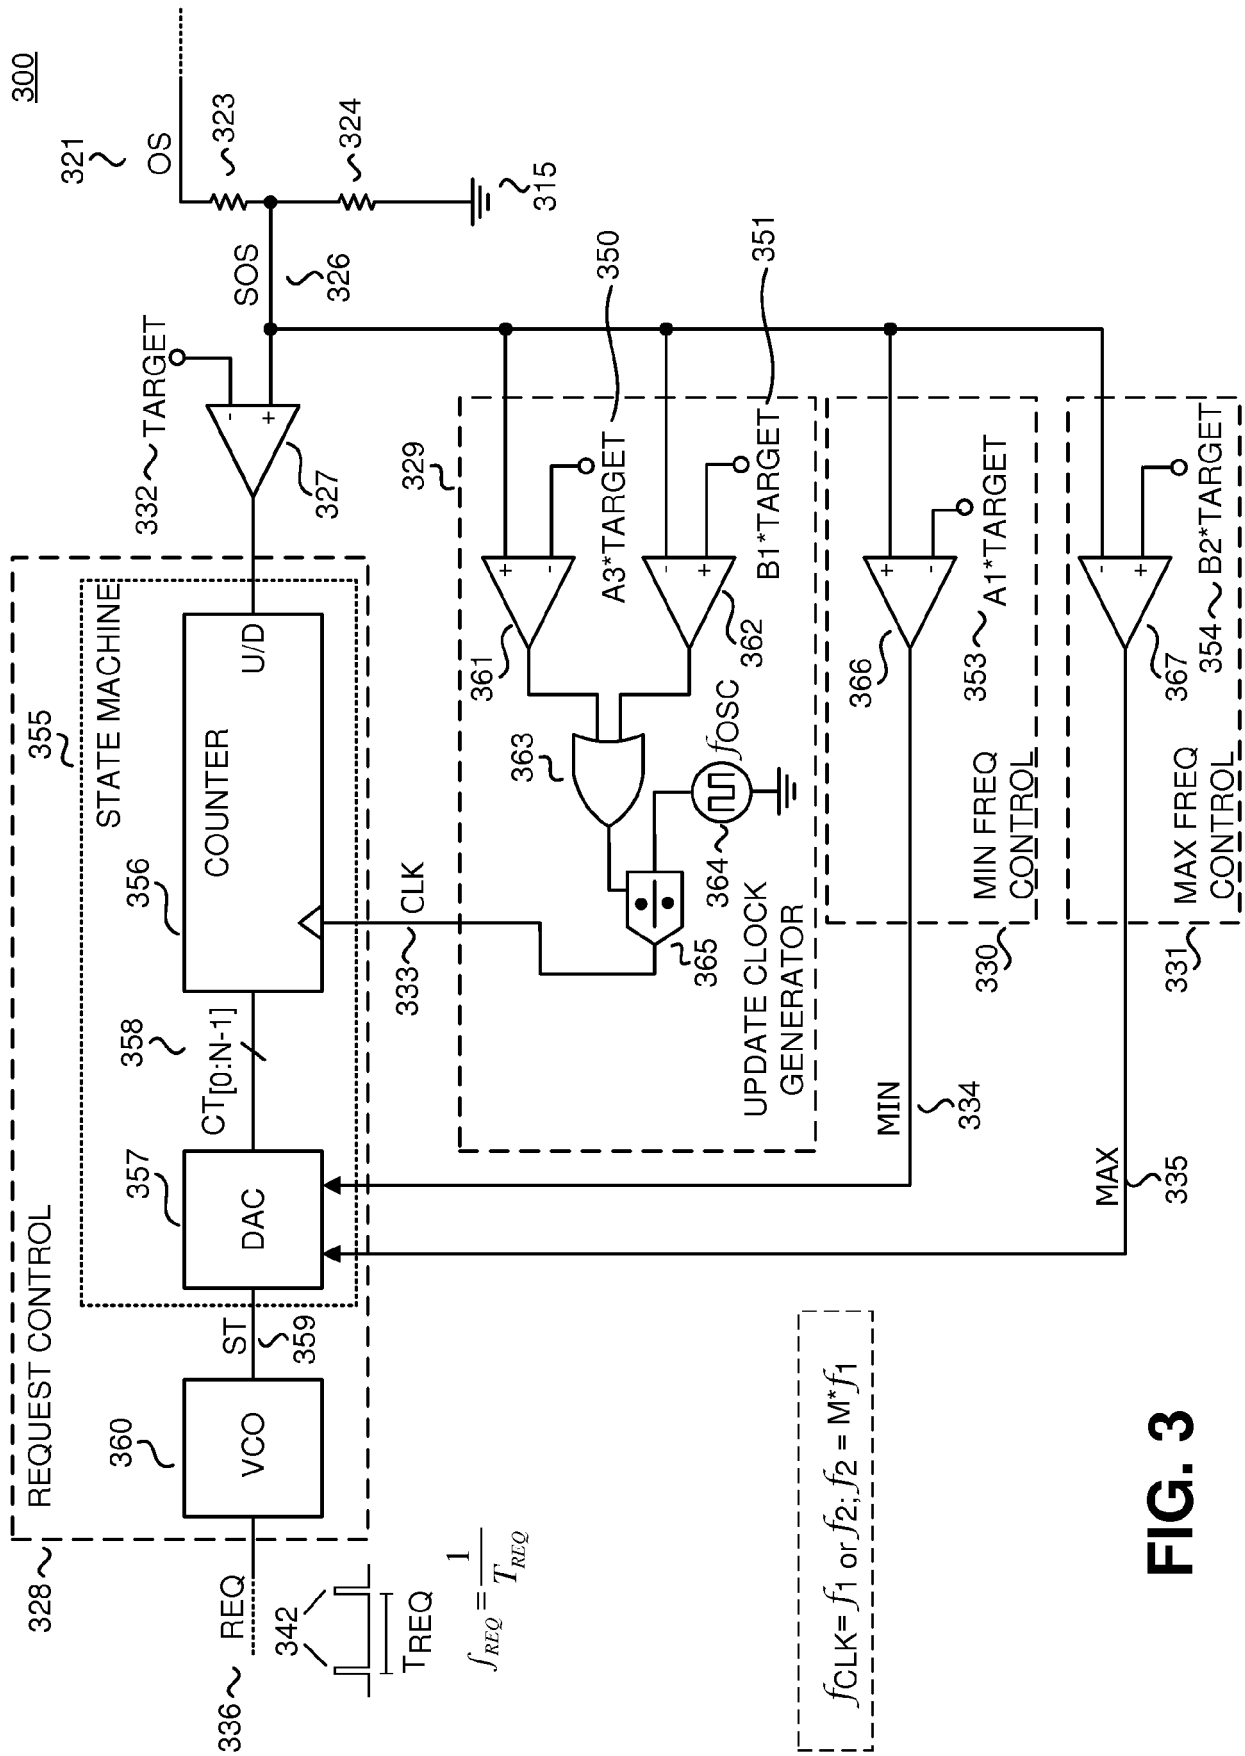 300
321
OS
323
324
315
SOS
326
332
TARGET
-
+
327
328
REQUEST CONTROL
355
STATE MACHINE
356
COUNTER
U/D
358
CT[0:N-1]
357
DAC
ST
359
360
VCO
336
REQ
342
TREQ
fREQ = 1 / TREQ
333
CLK
329
350
A3*TARGET
+
-
361
351
B1*TARGET
-
+
362
363
364
fOSC
365
UPDATE CLOCK
GENERATOR
353
A1*TARGET
+
-
366
MIN FREQ
CONTROL
330
MIN
334
354
B2*TARGET
-
+
367
MAX FREQ
CONTROL
331
MAX
335
fCLK= f1 or f2; f2 = M*f1
FIG. 3